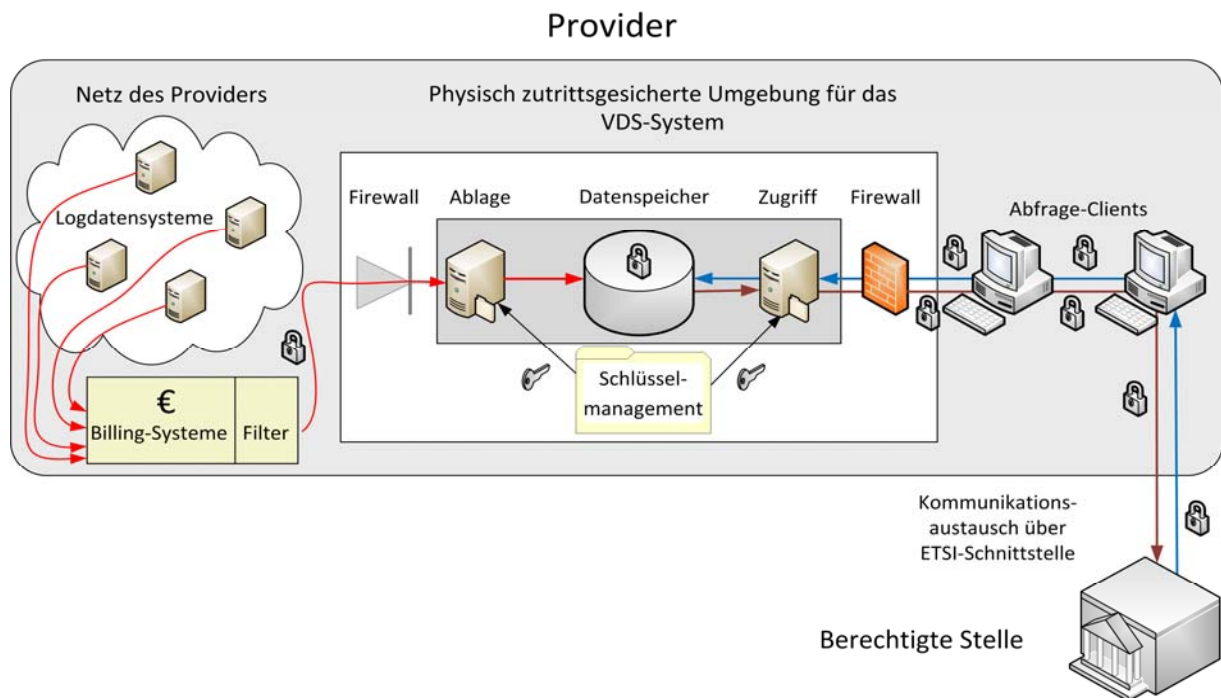 Provider
Netz des Providers
Physisch zutrittsgesicherte Umgebung für das
VDS-System
Logdatensysteme
Firewall
Ablage
Datenspeicher
Zugriff
Firewall
Abfrage-Clients
Schlüssel-
management
€
Billing-Systeme
Filter
Kommunikations-
austausch über
ETSI-Schnittstelle
Berechtigte Stelle